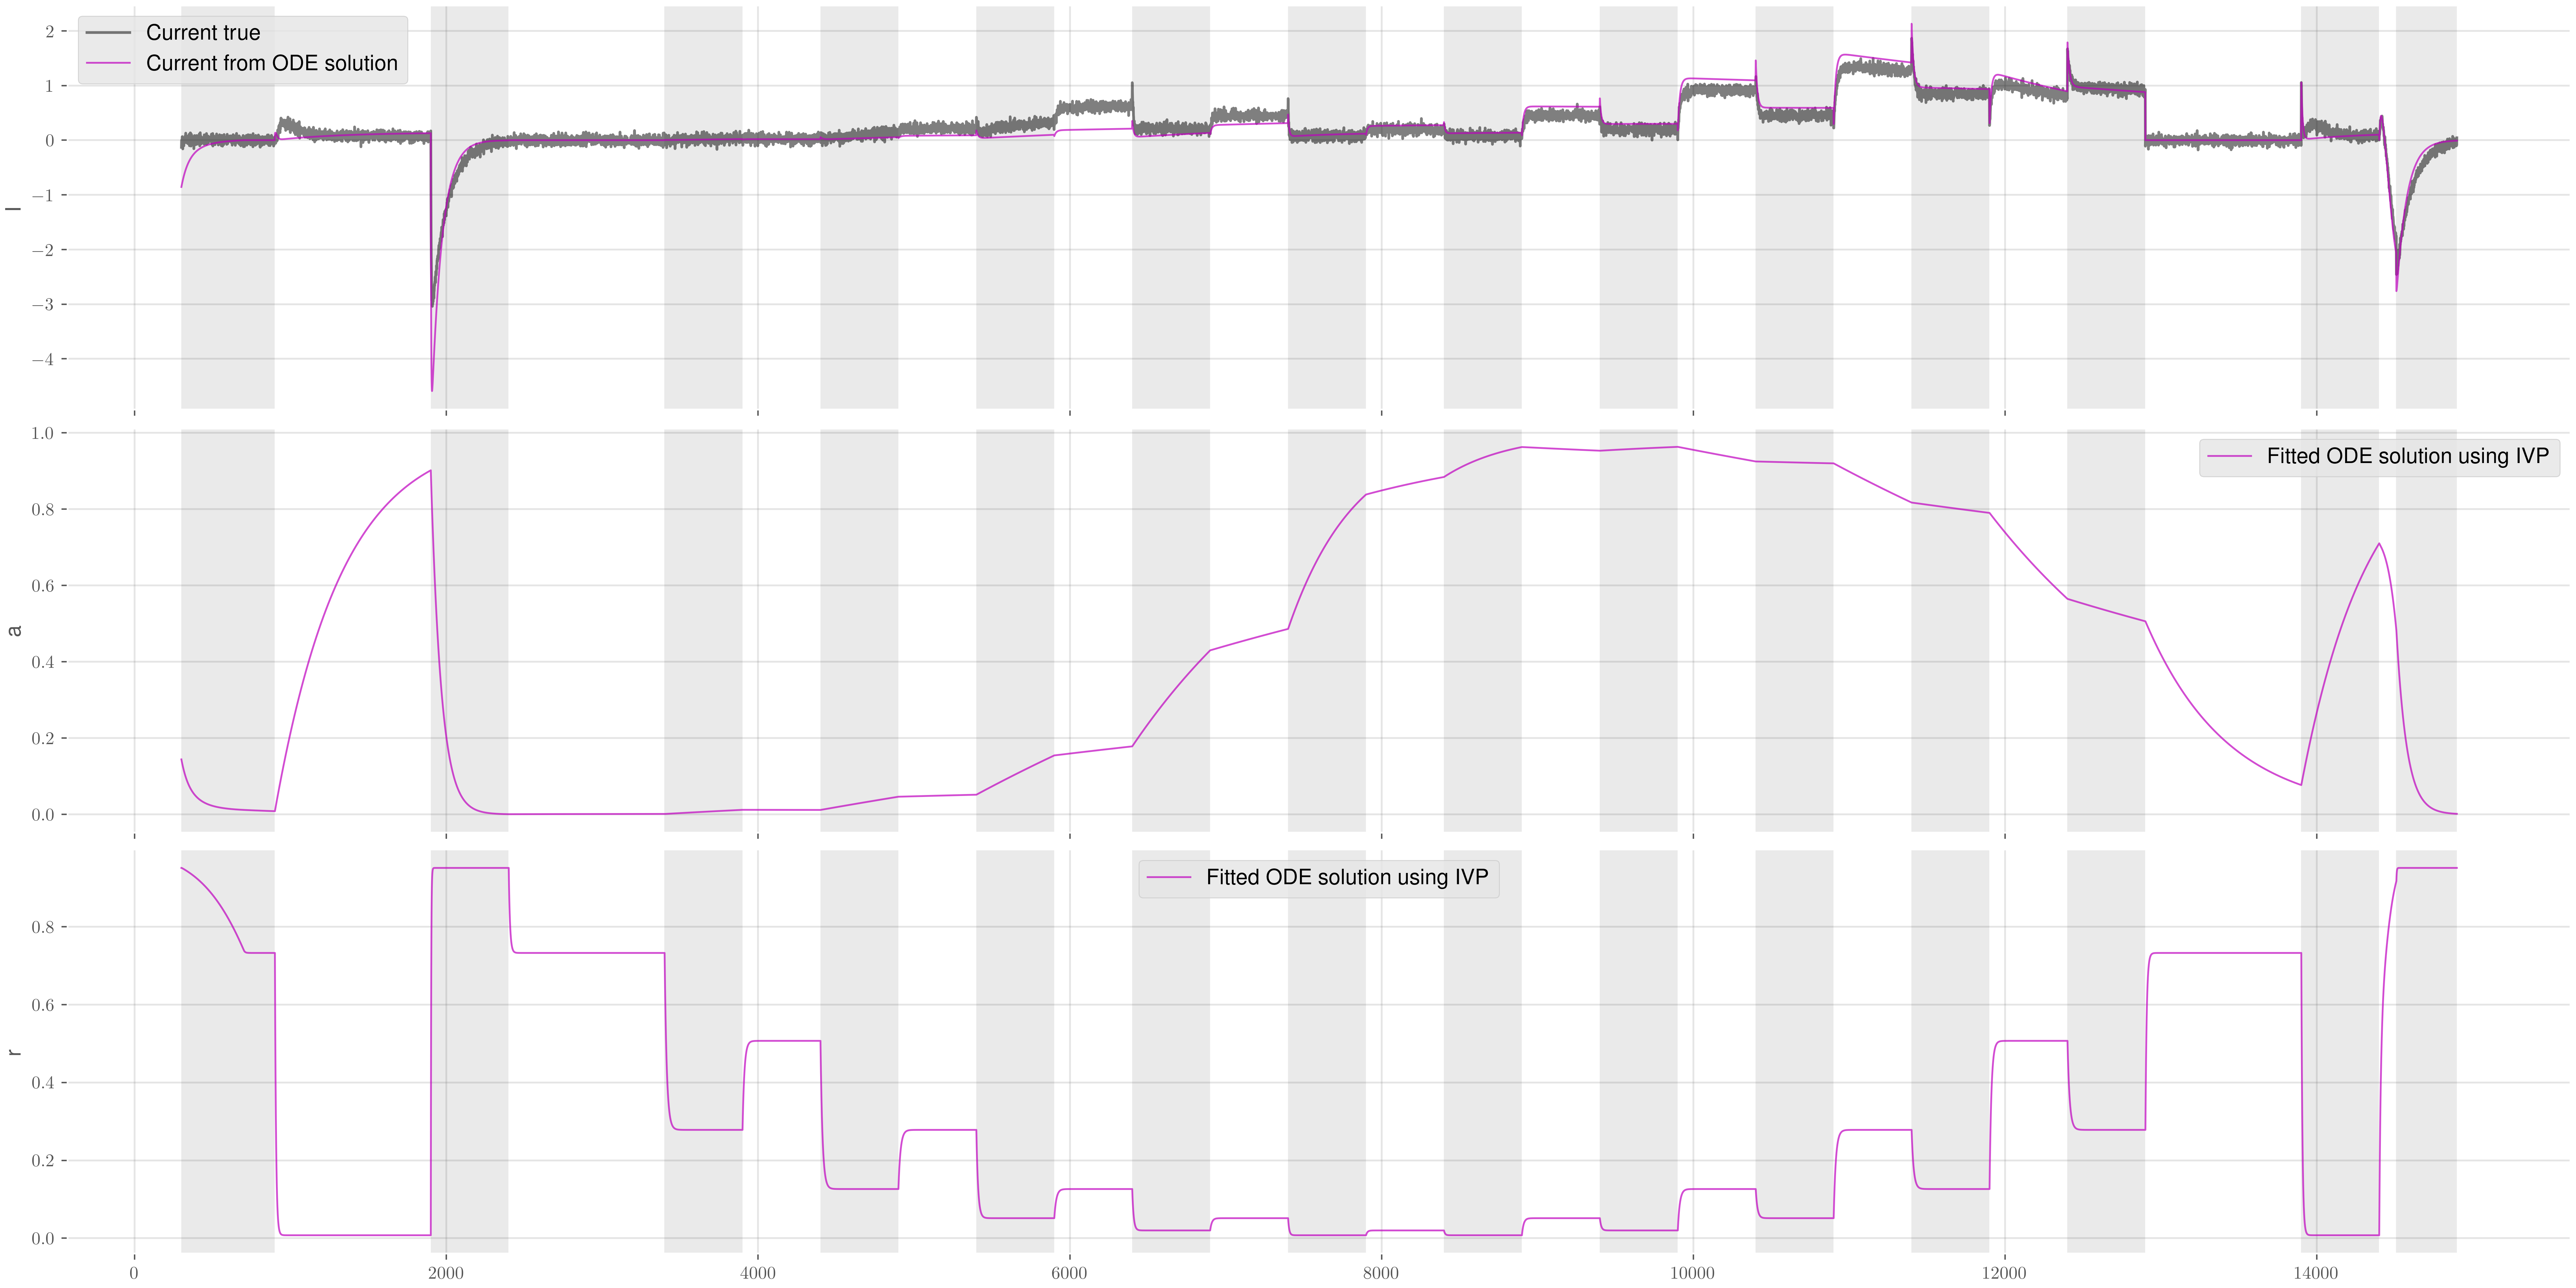 Current true
Current from ODE solution
2
1
0
−1
−2
−3
−4
I
Fitted ODE solution using IVP
1.0
0.8
0.6
0.4
0.2
0.0
a
Fitted ODE solution using IVP
0.8
0.6
0.4
0.2
0.0
r
0 2000 4000 6000 8000 10000 12000 14000